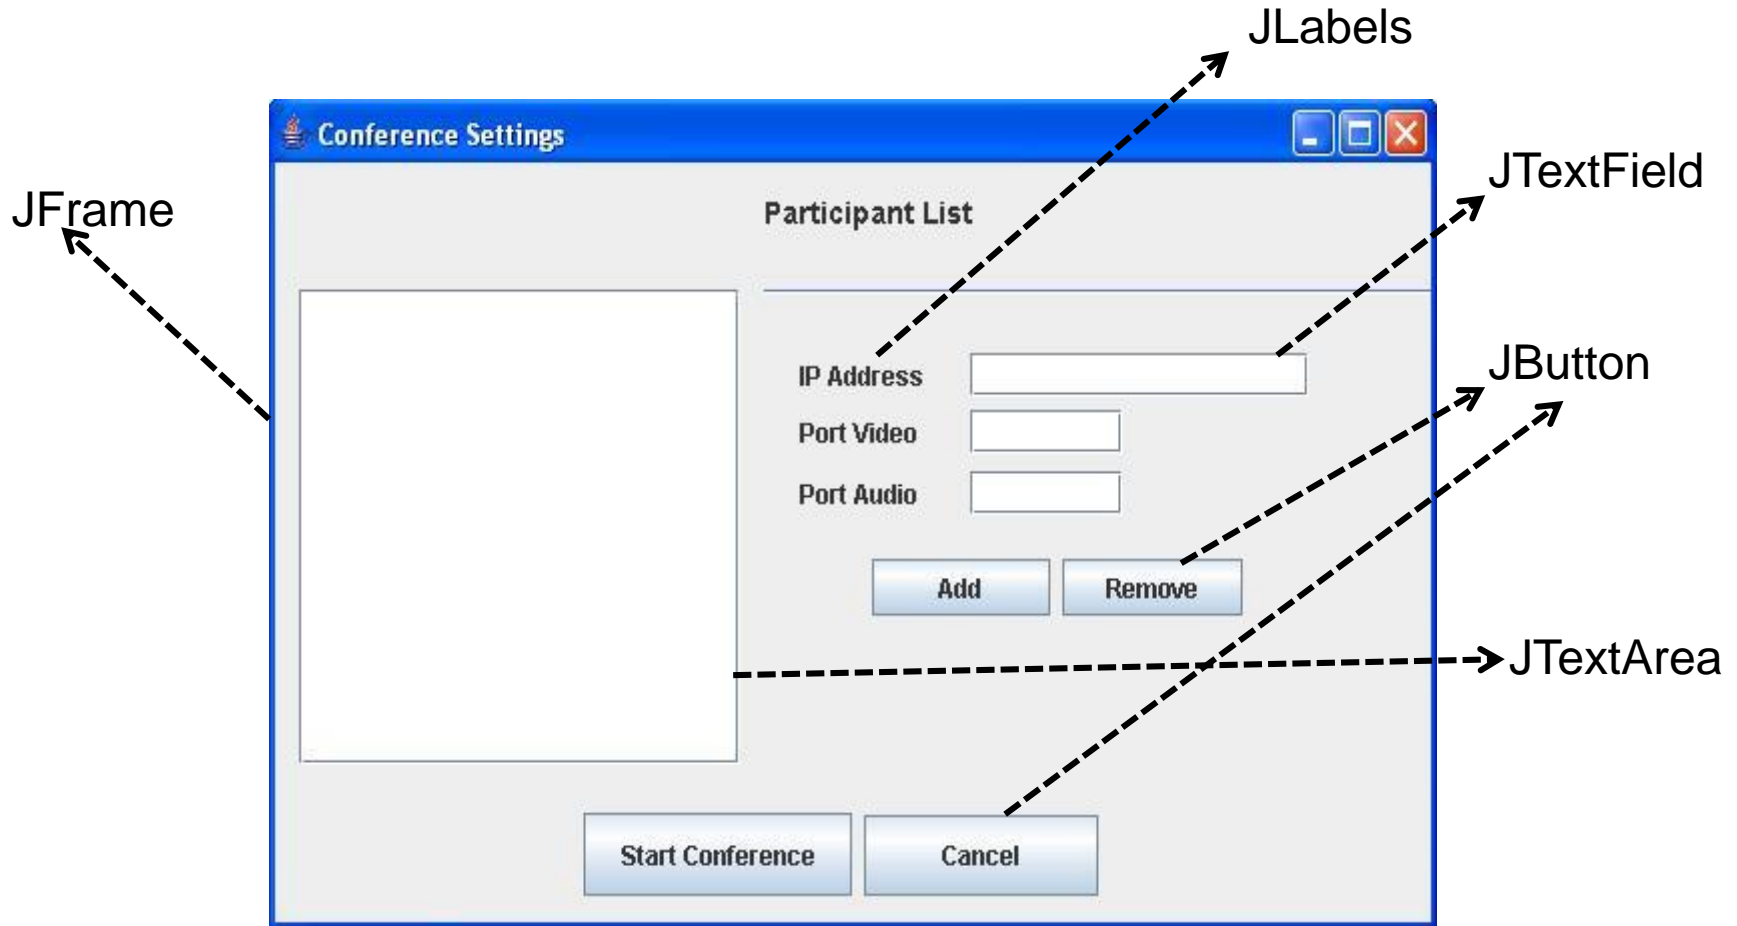 JLabels
Conference Settings
JTextField
JFrame
Participant List
JButton
IP Address
Port Video
Port Audio
Add
Remove
JTextArea
Start Conference
Cancel